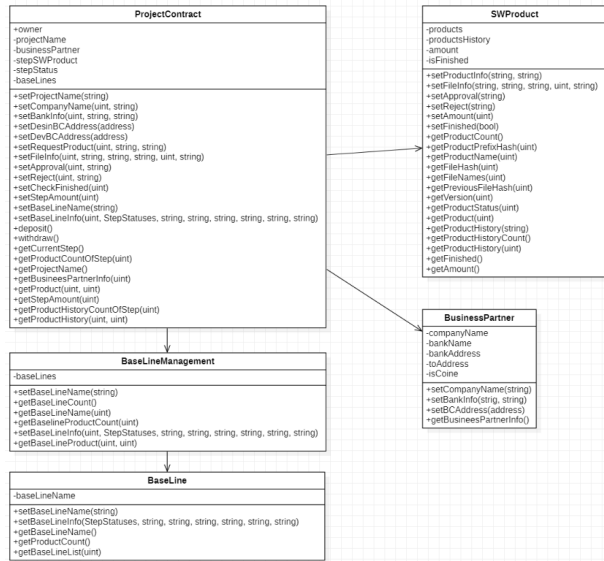 ProjectContract
+owner
-projectName
-businessPartner
-stepSWProduct
-stepStatus
-baseLines
+setProjectName(string)
+setCompanyName(uint, string)
+setBankInfo(uint, string, string)
+setDesinBCAddress(address)
+setDevBCAddress(address)
+setRequestProduct(uint, string, string)
+setFileInfo(uint, string, string, string, uint, string)
+setApproval(uint, string)
+setReject(uint, string)
+setCheckFinished(uint)
+setStepAmount(uint)
+setBaseLineName(string)
+setBaseLineInfo(uint, StepStatuses, string, string, string, string, string, string)
+deposit()
+withdraw()
+getCurrentStep()
+getProductCountOfStep(uint)
+getProjectName()
+getBusineesPartnerInfo(uint)
+getProduct(uint, uint)
+getStepAmount(uint)
+getProductHistoryCountOfStep(uint)
+getProductHistory(uint, uint)
SWProduct
-products
-productsHistory
-amount
-isFinished
+setProductInfo(string, string)
+setFileInfo(string, string, string, uint, string)
+setApproval(string)
+setReject(string)
+setAmount(uint)
+setFinished(bool)
+getProductCount()
+getProductPrefixHash(uint)
+getProductName(uint)
+getFileHash(uint)
+getFileNames(uint)
+getPreviousFileHash(uint)
+getVersion(uint)
+getProductStatus(uint)
+getProduct(uint)
+getProductHistory(string)
+getProductHistoryCount()
+getProductHistory(uint)
+getFinished()
+getAmount()
BusinessPartner
-companyName
-bankName
-bankAddress
-toAddress
-isCoine
+setCompanyName(string)
+setBankInfo(strig, string)
+setBCAddress(address)
+getBusineesPartnerInfo()
BaseLineManagement
-baseLines
+setBaseLineName(string)
+getBaseLineCount()
+getBaseLineName(uint)
+getBaselineProductCount(uint)
+setBaseLineInfo(uint, StepStatuses, string, string, string, string, string, string)
+getBaseLineProduct(uint, uint)
BaseLine
-baseLineName
+setBaseLineName(string)
+setBaseLineInfo(StepStatuses, string, string, string, string, string, string)
+getBaseLineName()
+getProductCount()
+getBaseLineList(uint)